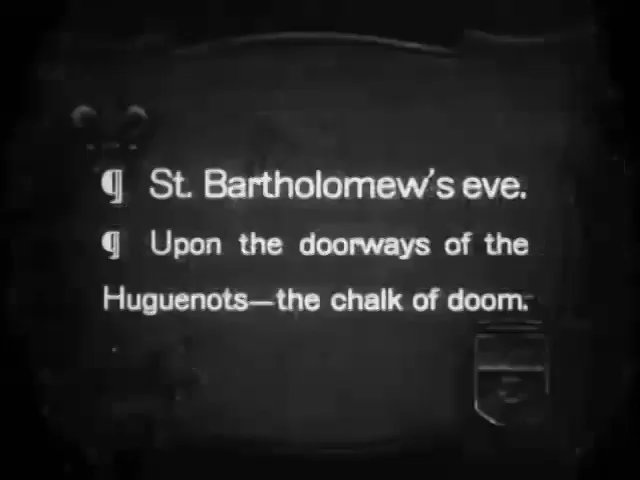 ¶ St. Bartholomew's eve.
¶ Upon the doorways of the
Huguenots—the chalk of doom.